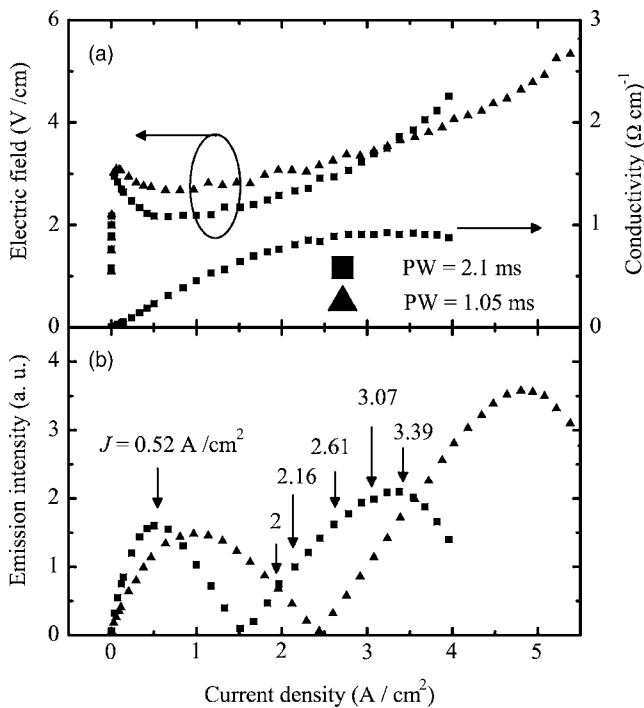 (a)
Electric field (V /cm)
6
4
2
0
Conductivity (Ω cm)⁻¹
3
2
1
0
PW = 2.1 ms
PW = 1.05 ms
(b)
Emission intensity (a. u.)
4
3
2
1
0
J = 0.52 A /cm²
2
2.16
2.61
3.07
3.39
0 1 2 3 4 5
Current density (A / cm²)